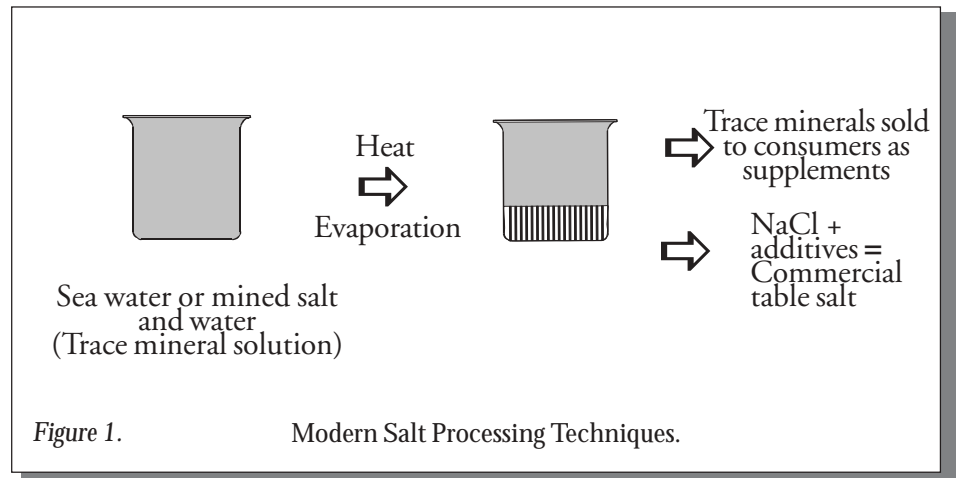 Heat
Evaporation
Sea water or mined salt
and water
(Trace mineral solution)
Trace minerals sold
to consumers as
supplements
NaCl +
additives =
Commercial
table salt
Figure 1. Modern Salt Processing Techniques.